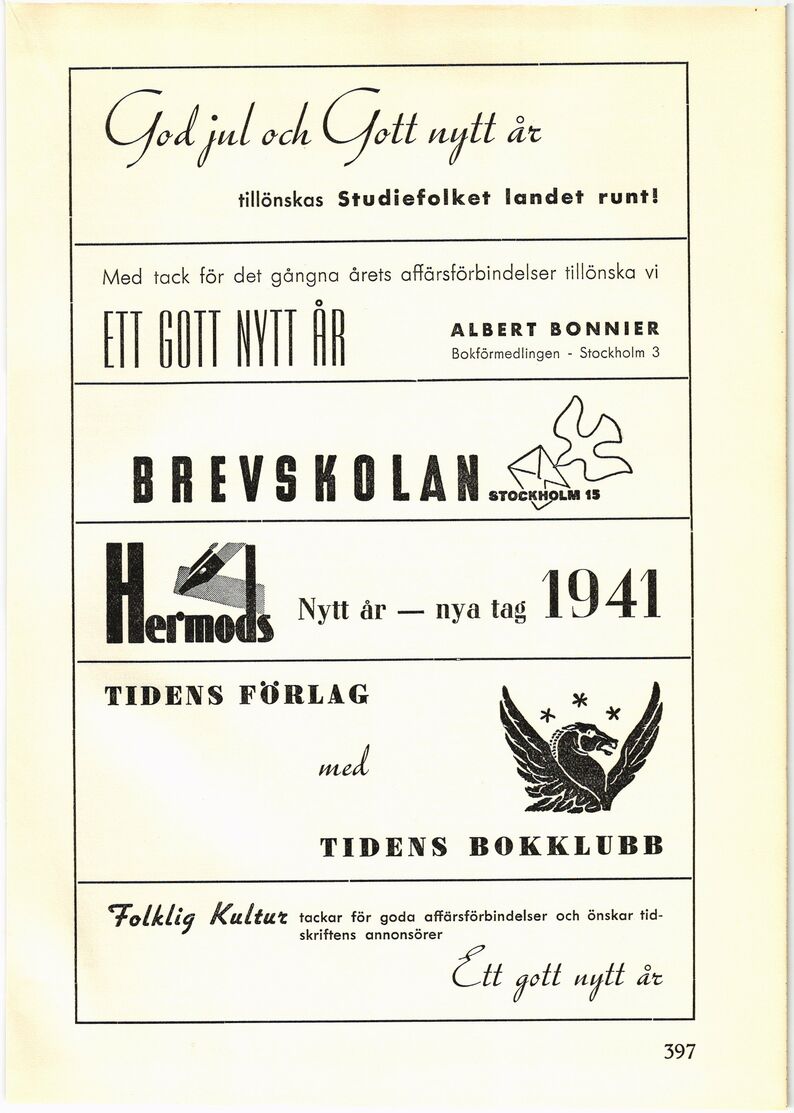 God jul och Gott nytt år
tillönskas Studiefolket landet runt!
Med tack för det gångna årets affärsförbindelser tillönska vi
ETT GOTT NYTT ÅR
ALBERT BONNIER
Bokförmedlingen - Stockholm 3
BREVSKOLAN
STOCKHOLM 15
Hermods
Nytt år — nya tag 1941
TIDENS FÖRLAG
med
TIDENS BOKKLUBB
Folklig Kultur tackar för goda affärsförbindelser och önskar tid-
skriftens annonsörer
Ett gott nytt år
397